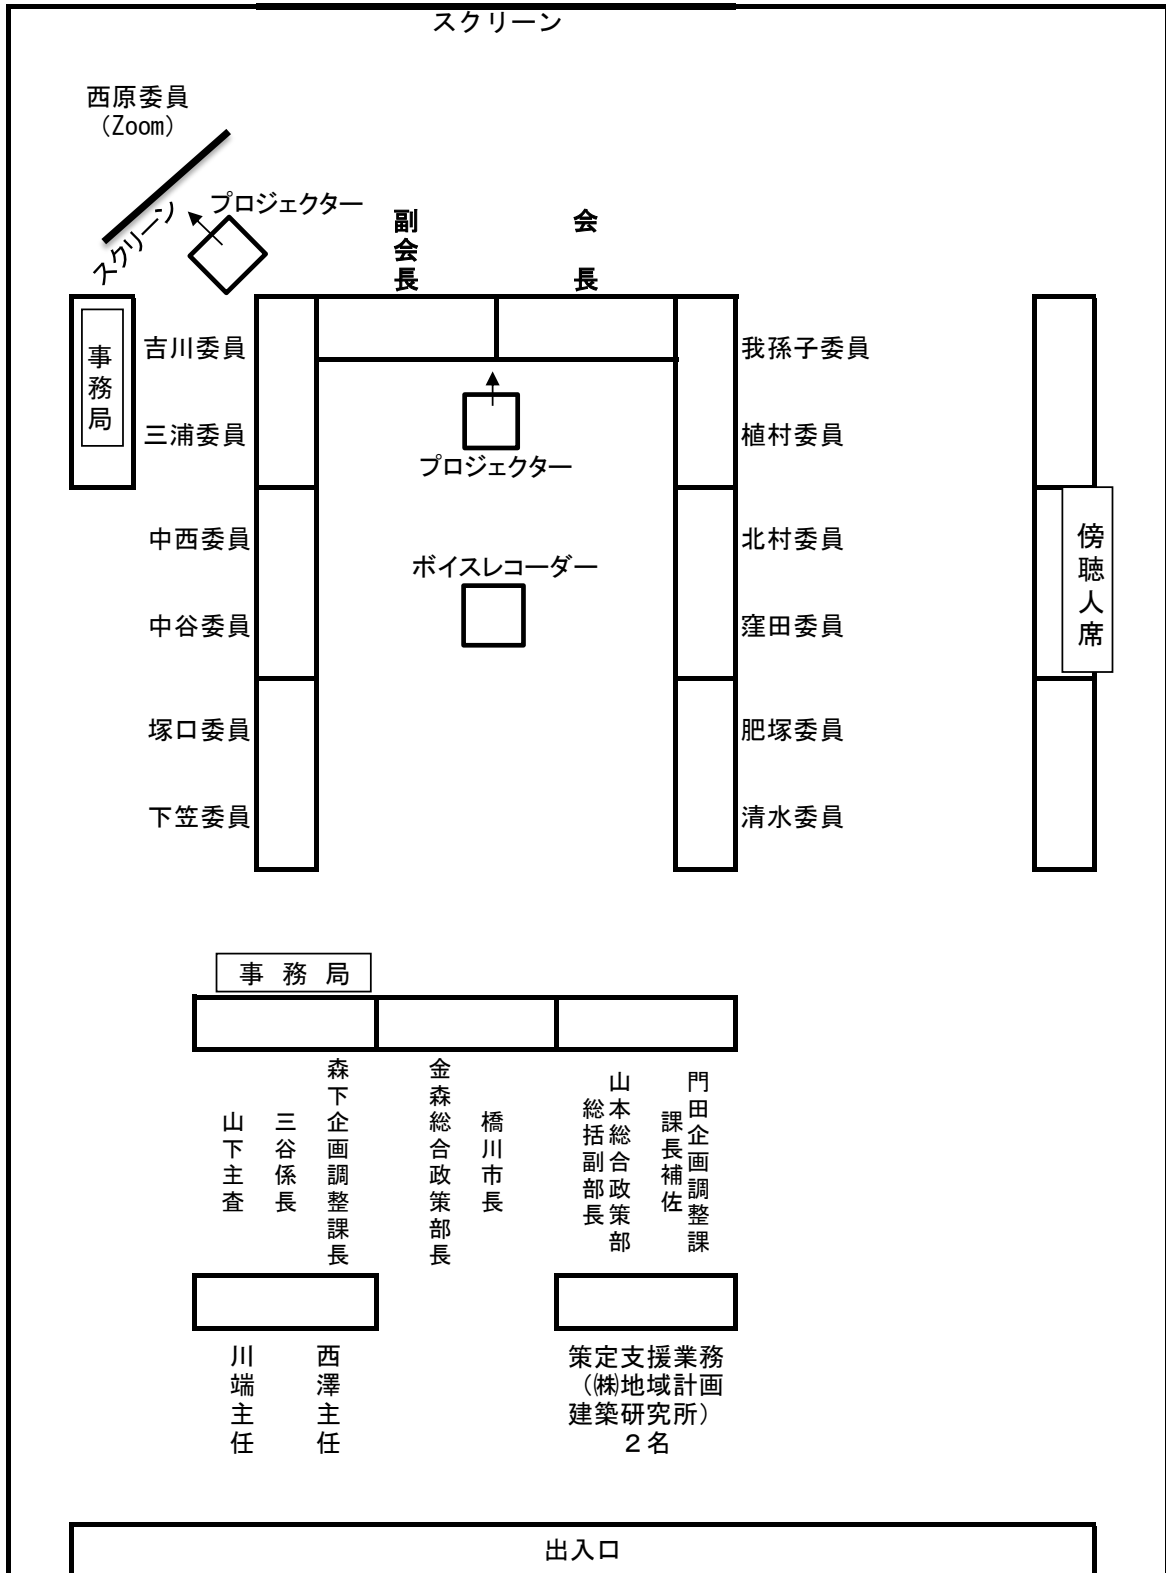 スクリーン
西原委員
（Zoom）
スクリーン
プロジェクター
副会長
会長
事務局
吉川委員
我孫子委員
三浦委員
植村委員
プロジェクター
中西委員
北村委員
傍聴人席
ボイスレコーダー
中谷委員
窪田委員
塚口委員
肥塚委員
下笠委員
清水委員
事務局
山下主査
三谷係長
森下企画調整課長
金森総合政策部長
橋川市長
山本総合政策部
総括副部長
門田企画調整課
課長補佐
川端主任
西澤主任
策定支援業務
（㈱地域計画
建築研究所）
２名
出入口